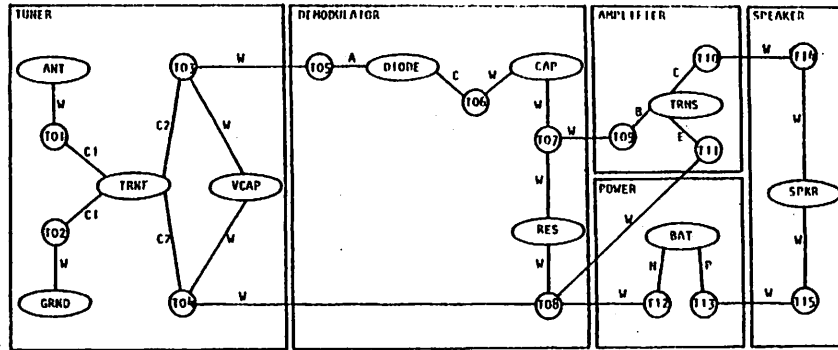 TUNER
DEMODULATOR
AMPLIFIER
SPEAKER
ANT
T03
W
T05
A
DIODE
C
W
CAP
T06
T10
W
T14
C
W
T01
C1
C2
W
W
T07
W
T09
B
TRNS
E
T11
W
TRNF
VCAP
W
POWER
SPKR
C1
T02
W
C2
W
RES
W
BAT
W
GRND
T04
W
W
T08
W
N
T12
P
T13
W
T15